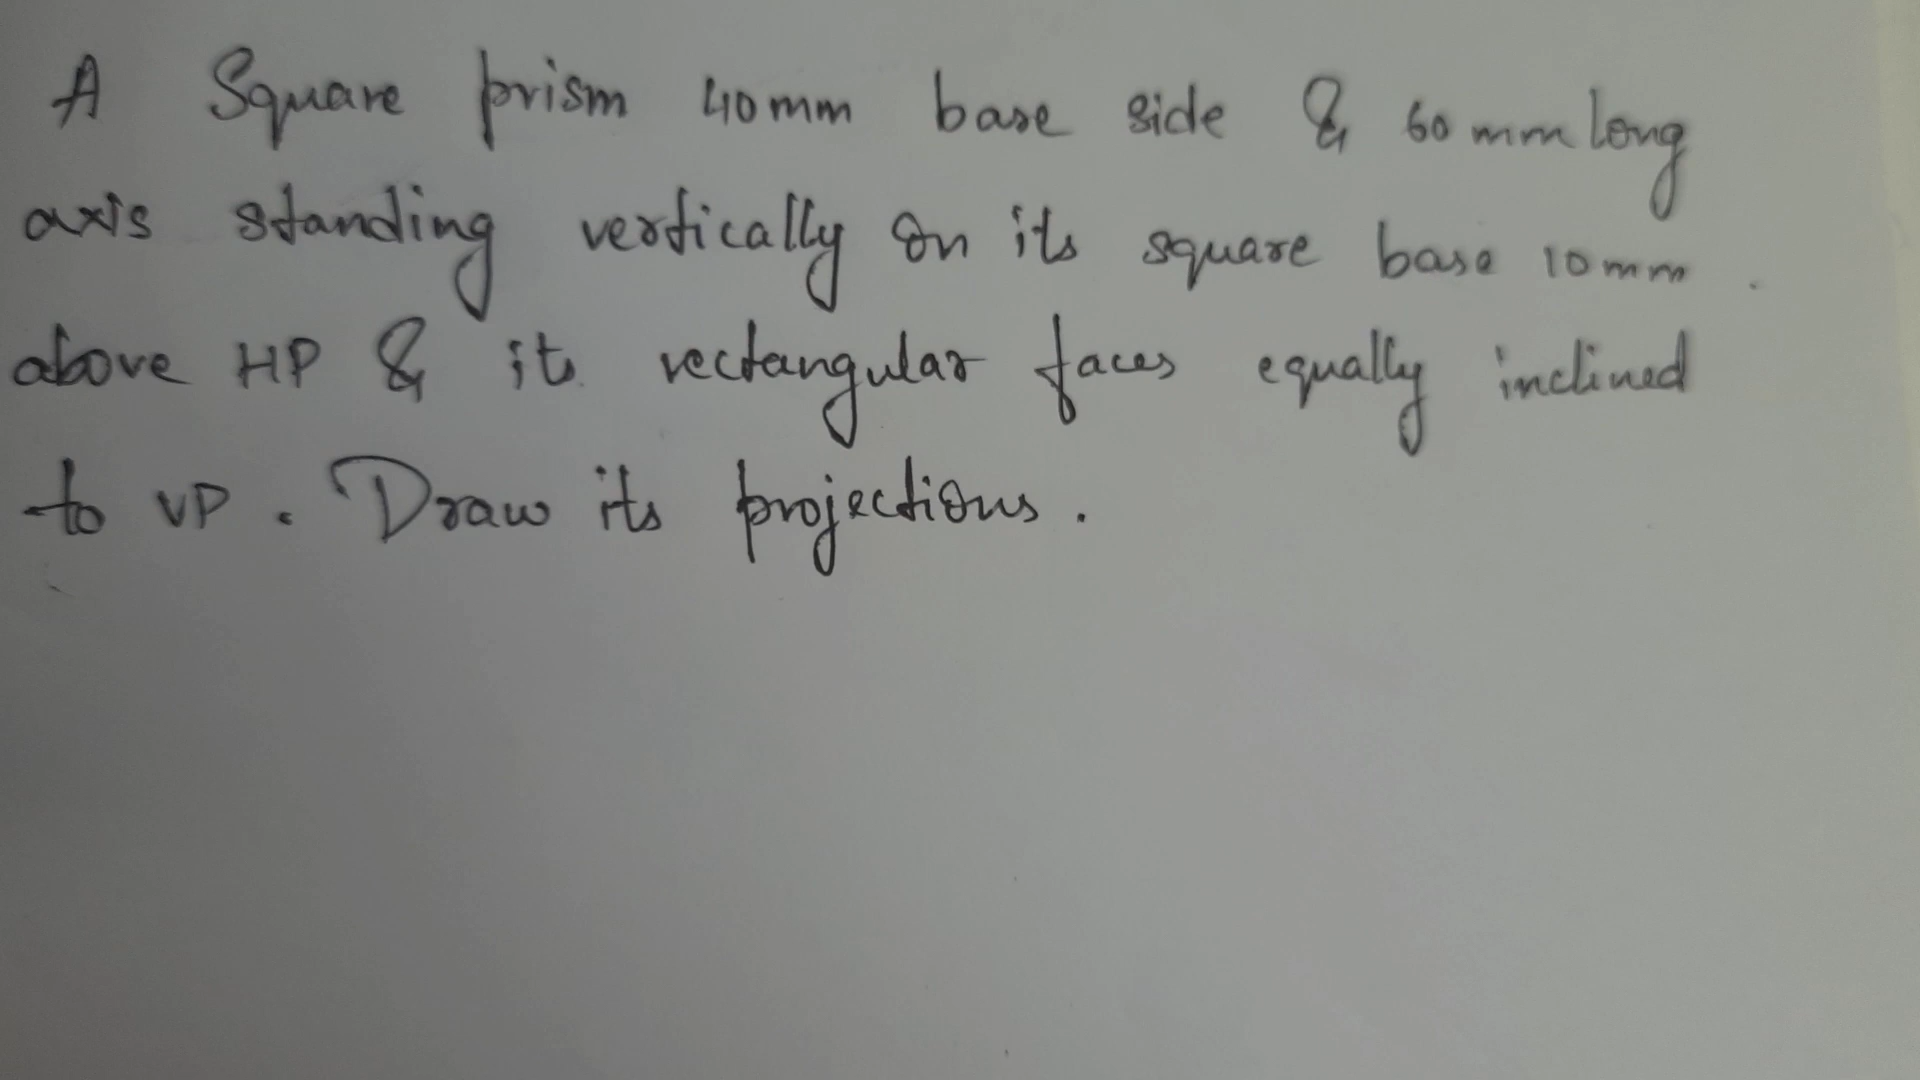 A Square prism 40mm base side & 60 mm long
axis standing vertically on its square base 10mm
above HP & it rectangular faces equally inclined
to VP. Draw its projections.